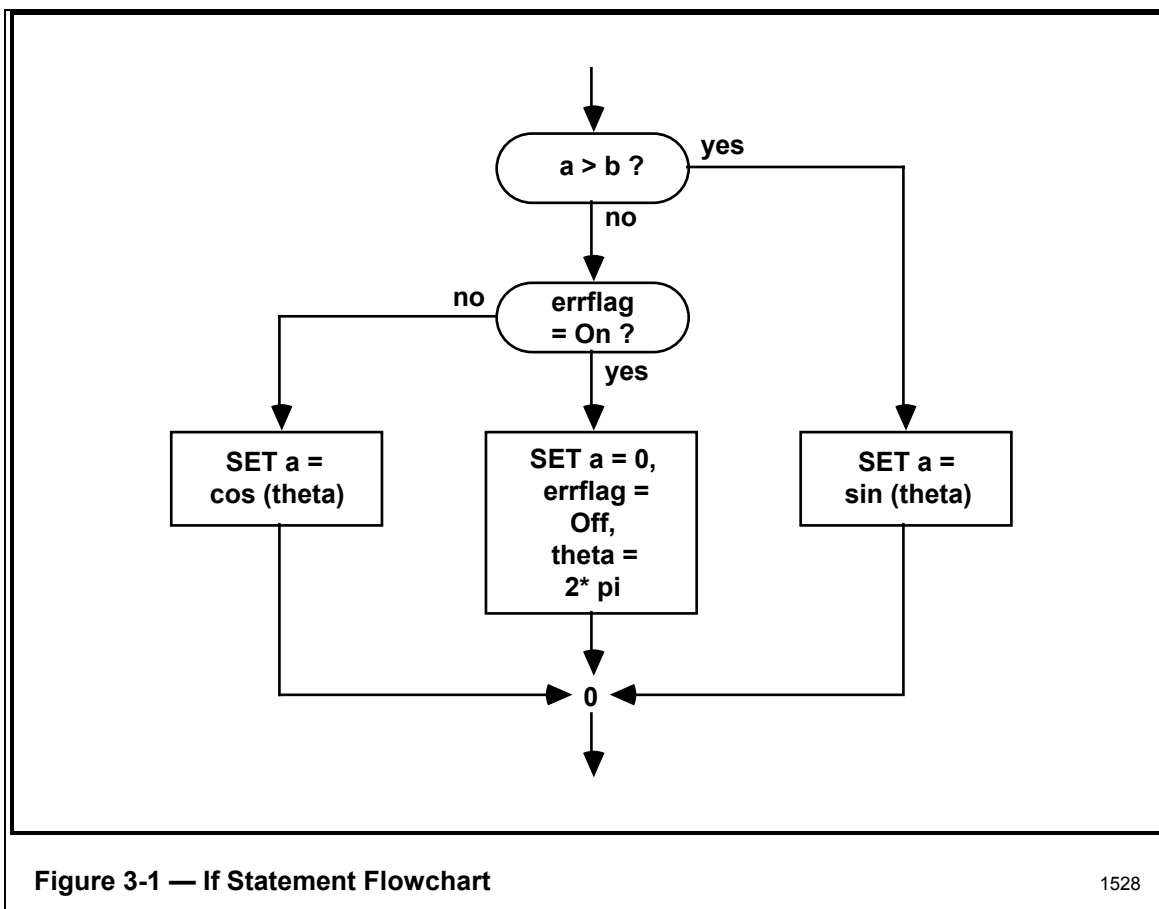 a > b ?
yes
no
no
errflag
= On ?
yes
SET a =
cos (theta)
SET a = 0,
errflag =
Off,
theta =
2* pi
SET a =
sin (theta)
0
Figure 3-1 — If Statement Flowchart
1528